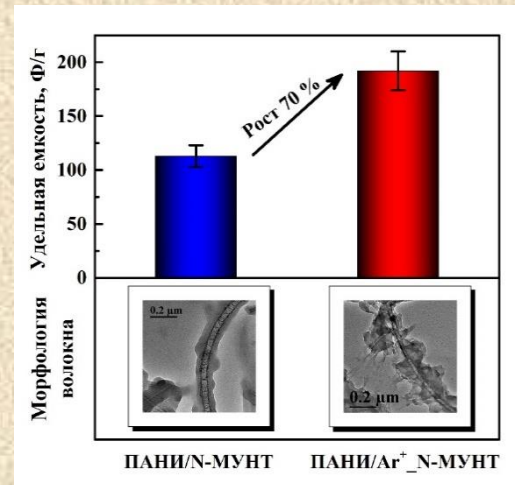 Удельная емкость, Ф/г
200
150
100
50
0
Рост 70 %
Морфология
волокна
0.2 µm
0.2 µm
ПАНИ/N-МУНТ
ПАНИ/Ar⁺_N-МУНТ